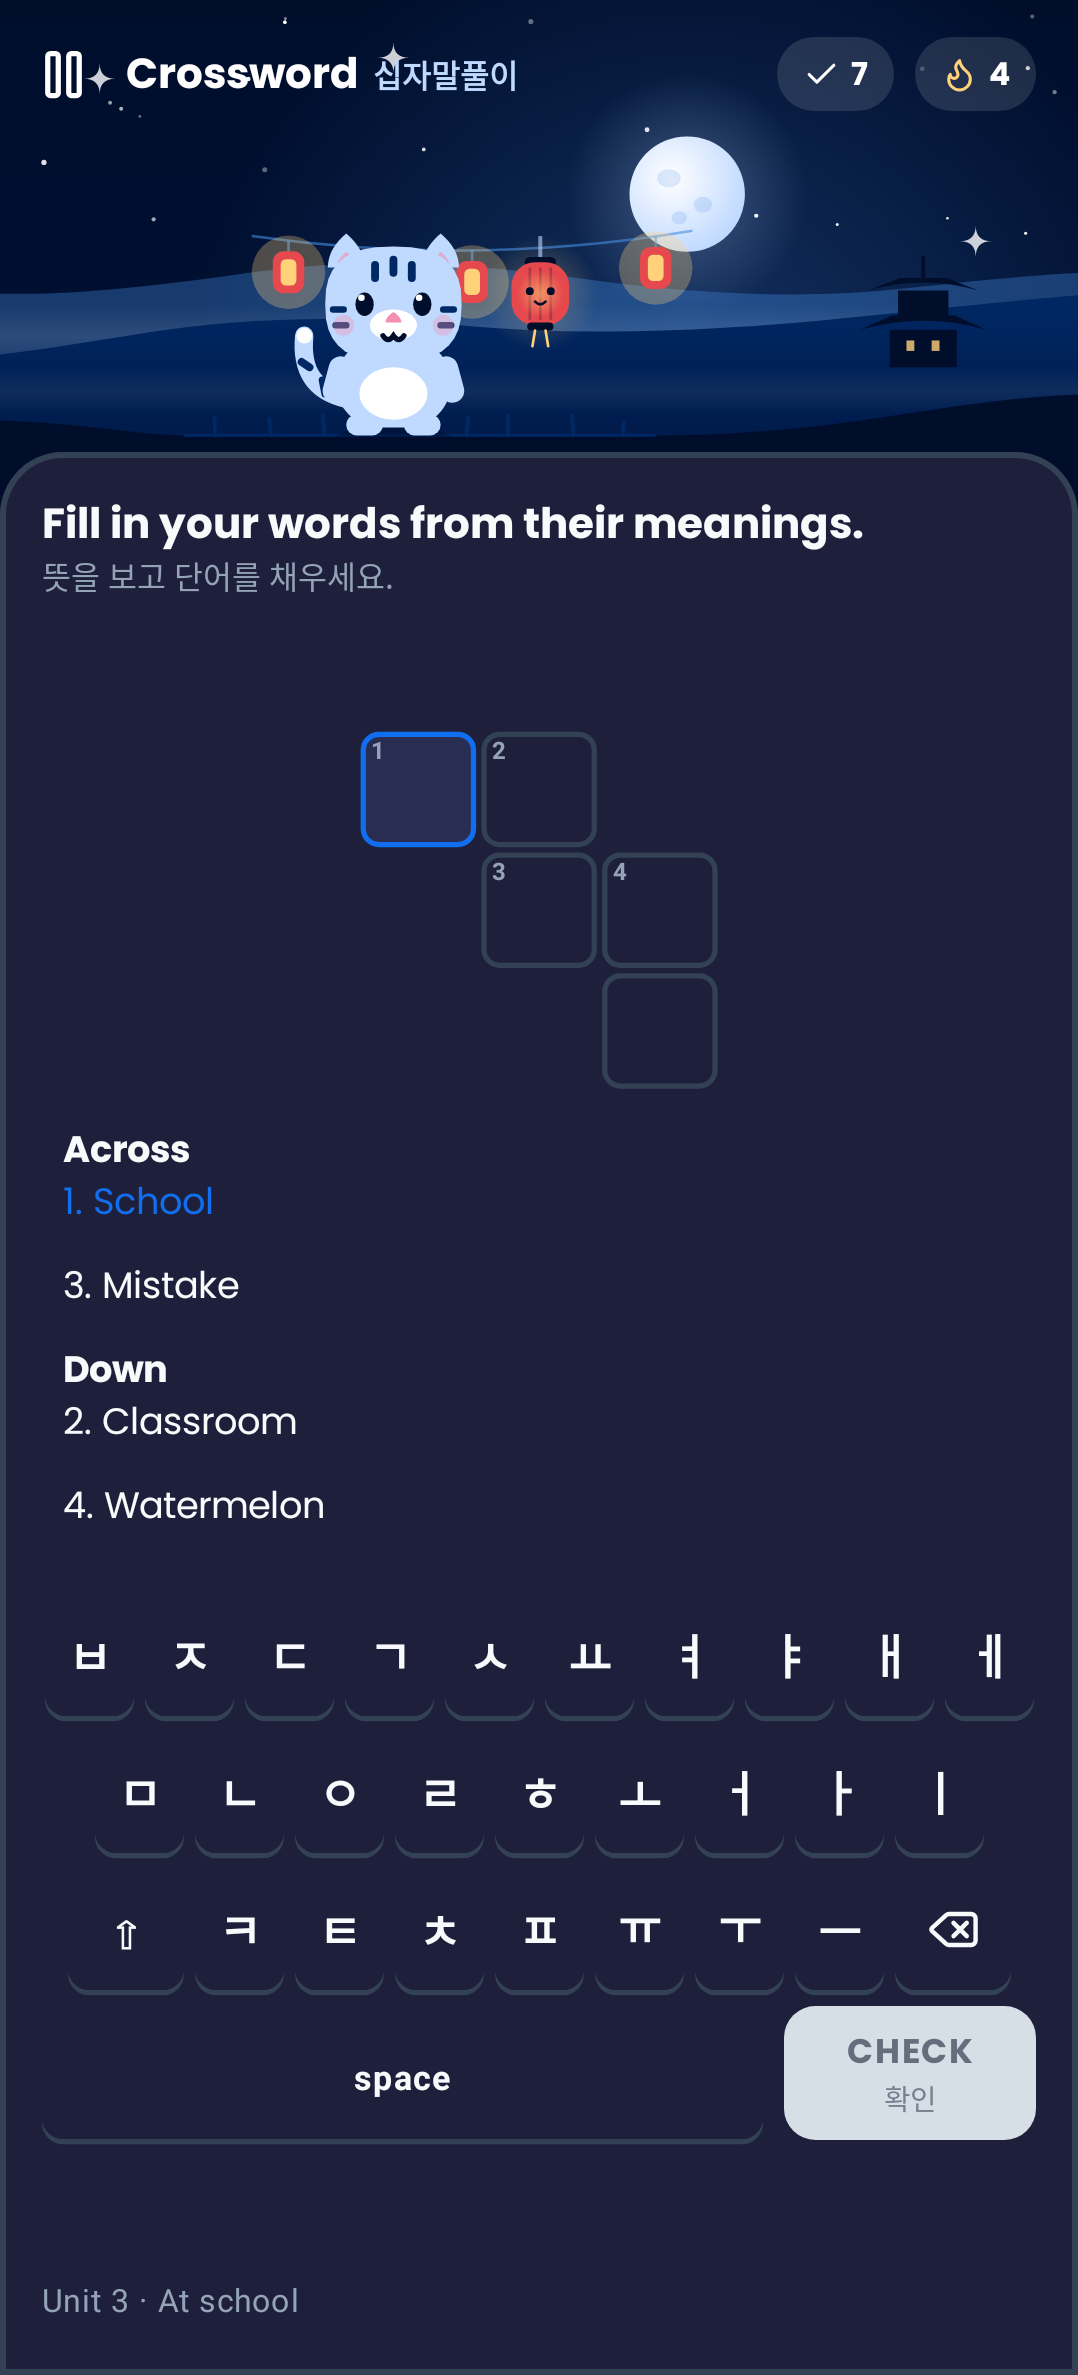 Crossword 십자말풀이
7
4
Fill in your words from their meanings.
뜻을 보고 단어를 채우세요.
1
2
3
4
Across
1. School
3. Mistake
Down
2. Classroom
4. Watermelon
ㅂ ㅈ ㄷ ㄱ ㅅ ㅛ ㅕ ㅑ ㅐ ㅔ
ㅁ ㄴ ㅇ ㄹ ㅎ ㅗ ㅓ ㅏ ㅣ
⇧ ㅋ ㅌ ㅊ ㅍ ㅠ ㅜ ㅡ
space
CHECK
확인
Unit 3 · At school